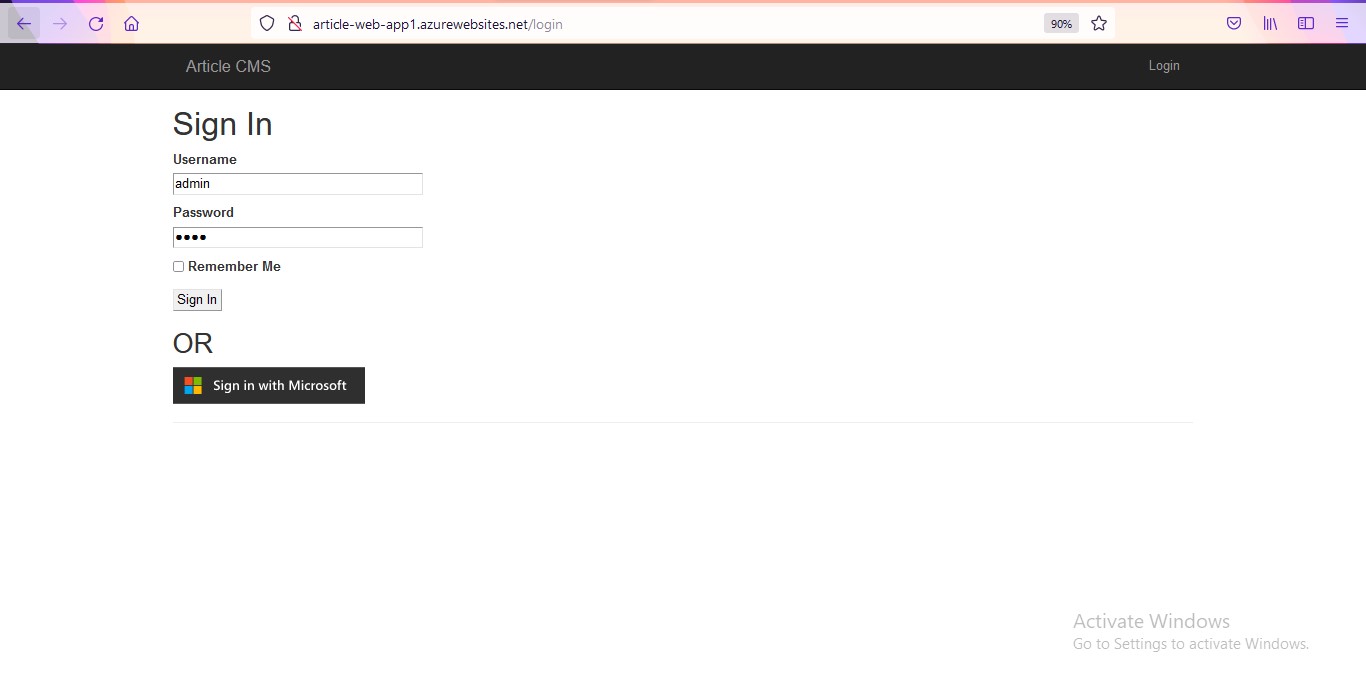 article-web-app1.azurewebsites.net/login 90%
Article CMS Login
Sign In
Username
admin
Password
••••
Remember Me
Sign In
OR
Sign in with Microsoft
Activate Windows
Go to Settings to activate Windows.